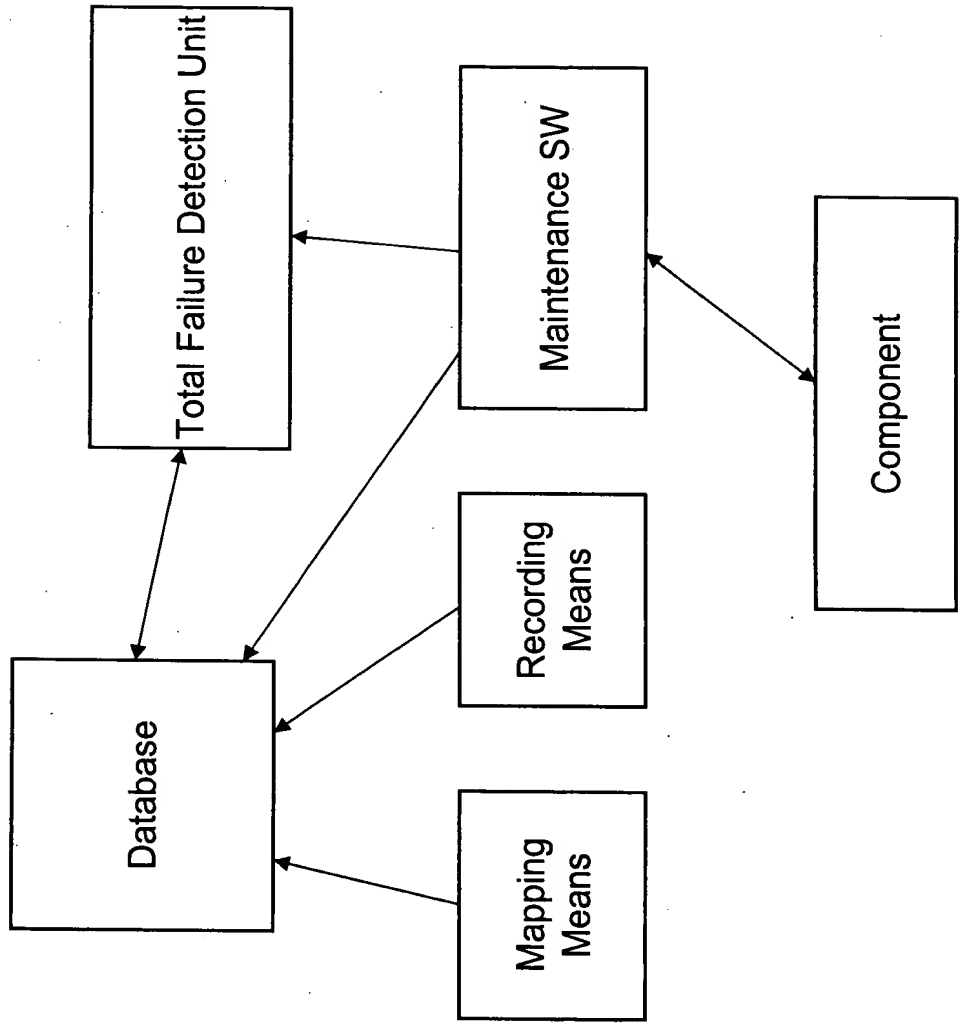 Database
Total Failure Detection Unit
Mapping
Means
Recording
Means
Maintenance SW
Component